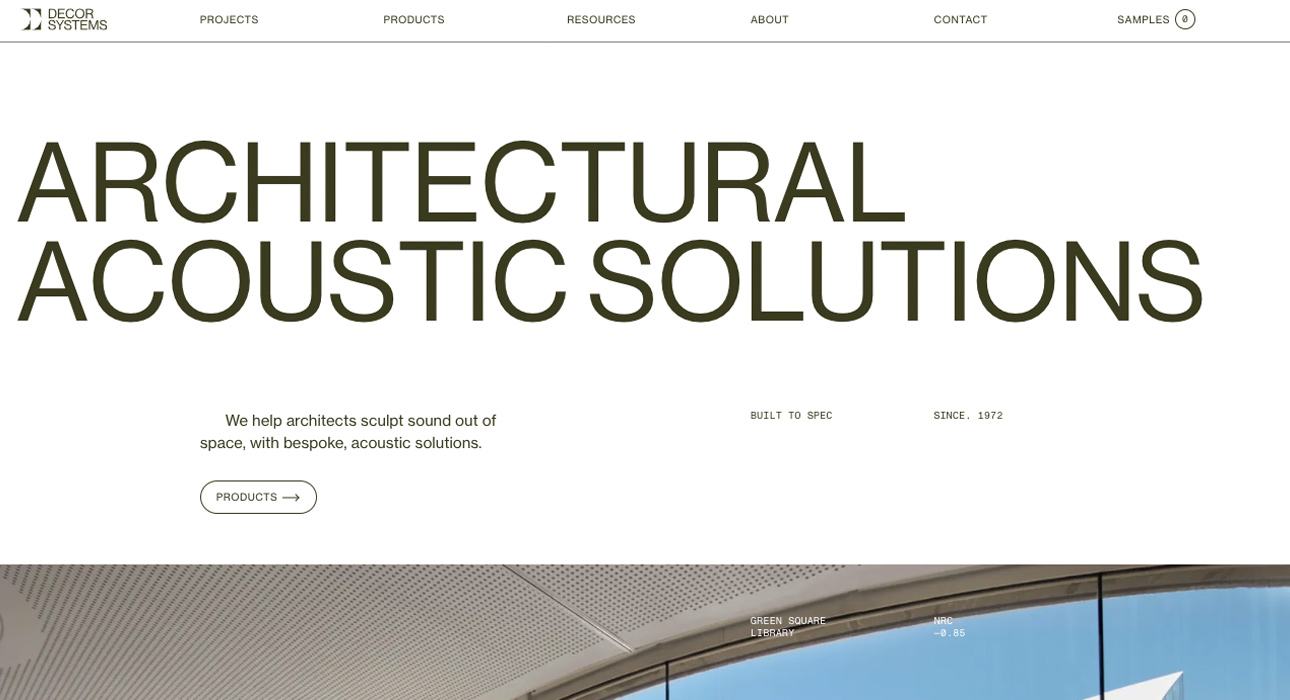 DECOR
SYSTEMS
PROJECTS
PRODUCTS
RESOURCES
ABOUT
CONTACT
SAMPLES 0
ARCHITECTURAL
ACOUSTIC SOLUTIONS
We help architects sculpt sound out of
space, with bespoke, acoustic solutions.
BUILT TO SPEC
SINCE. 1972
PRODUCTS
GREEN SQUARE
LIBRARY
NRC
–0.85